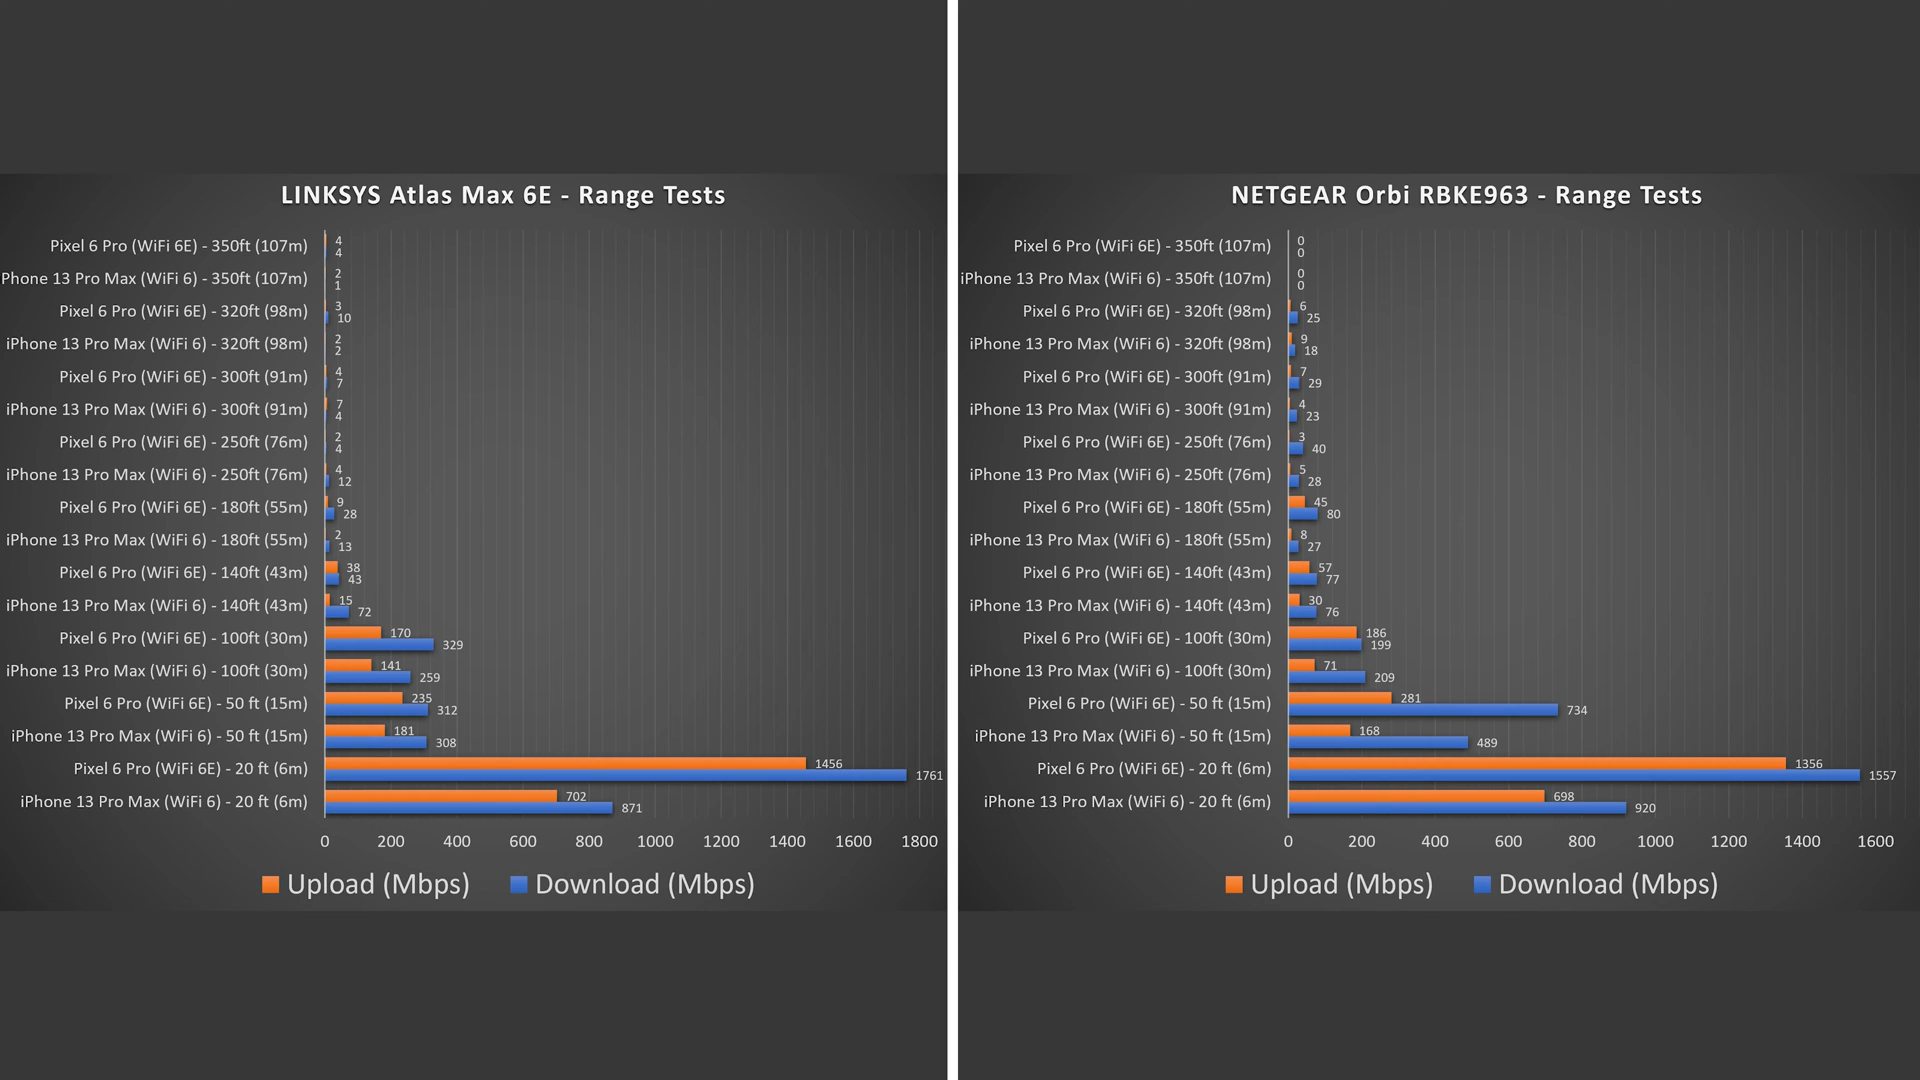 LINKSYS Atlas Max 6E - Range Tests
Pixel 6 Pro (WiFi 6E) - 350ft (107m) 4 4
Phone 13 Pro Max (WiFi 6) - 350ft (107m) 2 1
Pixel 6 Pro (WiFi 6E) - 320ft (98m) 3 10
iPhone 13 Pro Max (WiFi 6) - 320ft (98m) 2 2
Pixel 6 Pro (WiFi 6E) - 300ft (91m) 4 7
iPhone 13 Pro Max (WiFi 6) - 300ft (91m) 7 4
Pixel 6 Pro (WiFi 6E) - 250ft (76m) 2 4
iPhone 13 Pro Max (WiFi 6) - 250ft (76m) 4 12
Pixel 6 Pro (WiFi 6E) - 180ft (55m) 9 28
iPhone 13 Pro Max (WiFi 6) - 180ft (55m) 2 13
Pixel 6 Pro (WiFi 6E) - 140ft (43m) 38 43
iPhone 13 Pro Max (WiFi 6) - 140ft (43m) 15 72
Pixel 6 Pro (WiFi 6E) - 100ft (30m) 170 329
iPhone 13 Pro Max (WiFi 6) - 100ft (30m) 141 259
Pixel 6 Pro (WiFi 6E) - 50 ft (15m) 235 312
iPhone 13 Pro Max (WiFi 6) - 50 ft (15m) 181 308
Pixel 6 Pro (WiFi 6E) - 20 ft (6m) 1456 1761
iPhone 13 Pro Max (WiFi 6) - 20 ft (6m) 702 871
0 200 400 600 800 1000 1200 1400 1600 1800
Upload (Mbps) Download (Mbps)
NETGEAR Orbi RBKE963 - Range Tests
Pixel 6 Pro (WiFi 6E) - 350ft (107m) 0 0
iPhone 13 Pro Max (WiFi 6) - 350ft (107m) 0 0
Pixel 6 Pro (WiFi 6E) - 320ft (98m) 6 25
iPhone 13 Pro Max (WiFi 6) - 320ft (98m) 9 18
Pixel 6 Pro (WiFi 6E) - 300ft (91m) 7 29
iPhone 13 Pro Max (WiFi 6) - 300ft (91m) 4 23
Pixel 6 Pro (WiFi 6E) - 250ft (76m) 3 40
iPhone 13 Pro Max (WiFi 6) - 250ft (76m) 5 28
Pixel 6 Pro (WiFi 6E) - 180ft (55m) 45 80
iPhone 13 Pro Max (WiFi 6) - 180ft (55m) 8 27
Pixel 6 Pro (WiFi 6E) - 140ft (43m) 57 77
iPhone 13 Pro Max (WiFi 6) - 140ft (43m) 30 76
Pixel 6 Pro (WiFi 6E) - 100ft (30m) 186 199
iPhone 13 Pro Max (WiFi 6) - 100ft (30m) 71 209
Pixel 6 Pro (WiFi 6E) - 50 ft (15m) 281 734
iPhone 13 Pro Max (WiFi 6) - 50 ft (15m) 168 489
Pixel 6 Pro (WiFi 6E) - 20 ft (6m) 1356 1557
iPhone 13 Pro Max (WiFi 6) - 20 ft (6m) 698 920
0 200 400 600 800 1000 1200 1400 1600
Upload (Mbps) Download (Mbps)